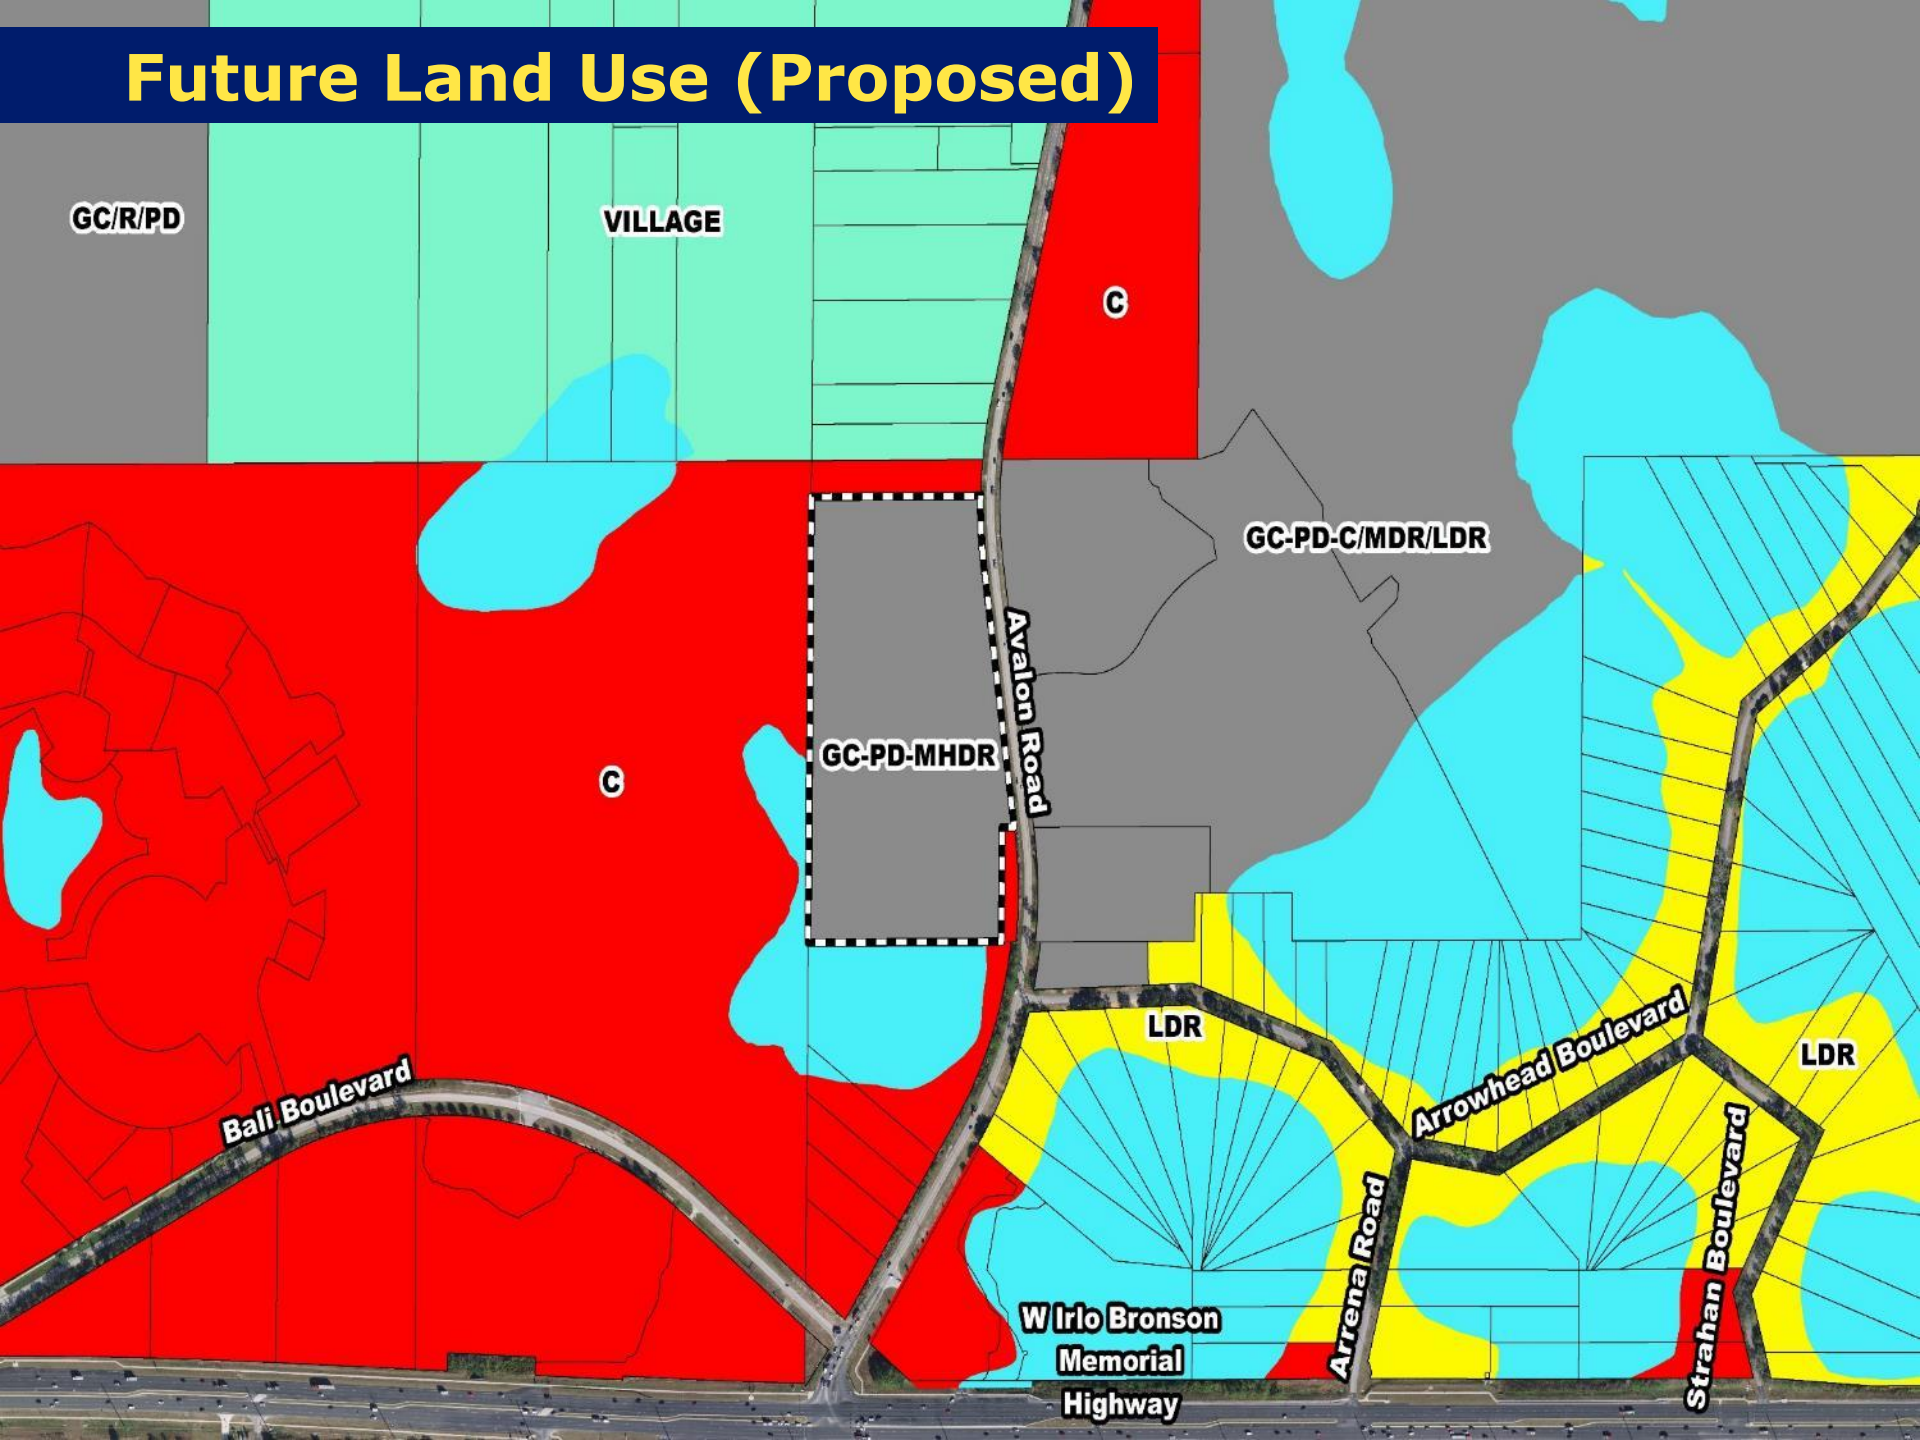 Future Land Use (Proposed)
GC/R/PD
VILLAGE
C
GC-PD-C/MDR/LDR
Avalon Road
GC-PD-MHDR
C
LDR
Arrowhead Boulevard
LDR
Bali Boulevard
Arrena Road
Strahan Boulevard
W Irlo Bronson
Memorial
Highway